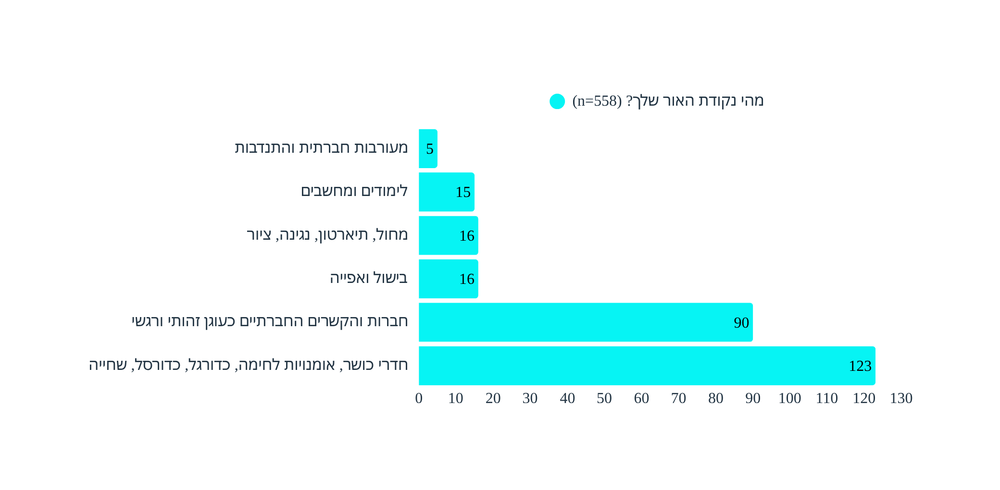 מהי נקודת האור שלך? (n=558)
מעורבות חברתית והתנדבות
5
לימודים ומחשבים
15
מחול, תיארטון, נגינה, ציור
16
בישול ואפייה
16
חברות והקשרים החברתיים כעוגן זהותי ורגשי
90
חדרי כושר, אומנויות לחימה, כדורגל, כדורסל, שחייה
123
0 10 20 30 40 50 60 70 80 90 100 110 120 130